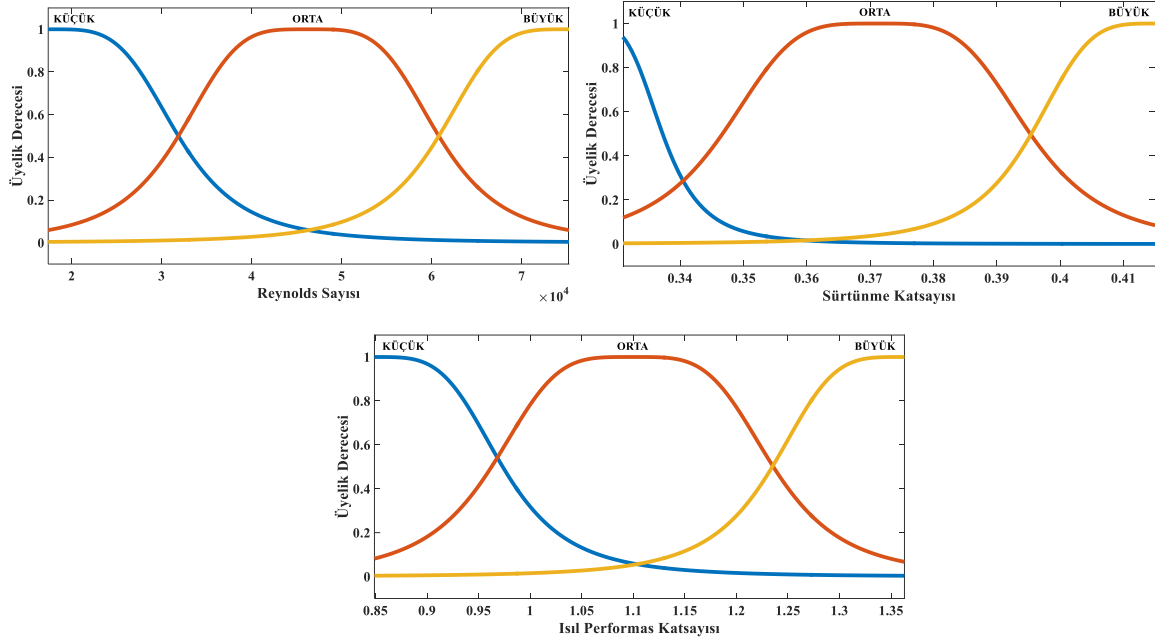 KÜÇÜK ORTA BÜYÜK
1
0.8
0.6
0.4
0.2
0
Üyelik Derecesi
2 3 4 5 6 7
×10⁴
Reynolds Sayısı
KÜÇÜK ORTA BÜYÜK
1
0.8
0.6
0.4
0.2
0
Üyelik Derecesi
0.34 0.35 0.36 0.37 0.38 0.39 0.4 0.41
Sürtünme Katsayısı
KÜÇÜK ORTA BÜYÜK
1
0.8
0.6
0.4
0.2
0
Üyelik Derecesi
0.85 0.9 0.95 1 1.05 1.1 1.15 1.2 1.25 1.3 1.35
Isıl Performas Katsayısı